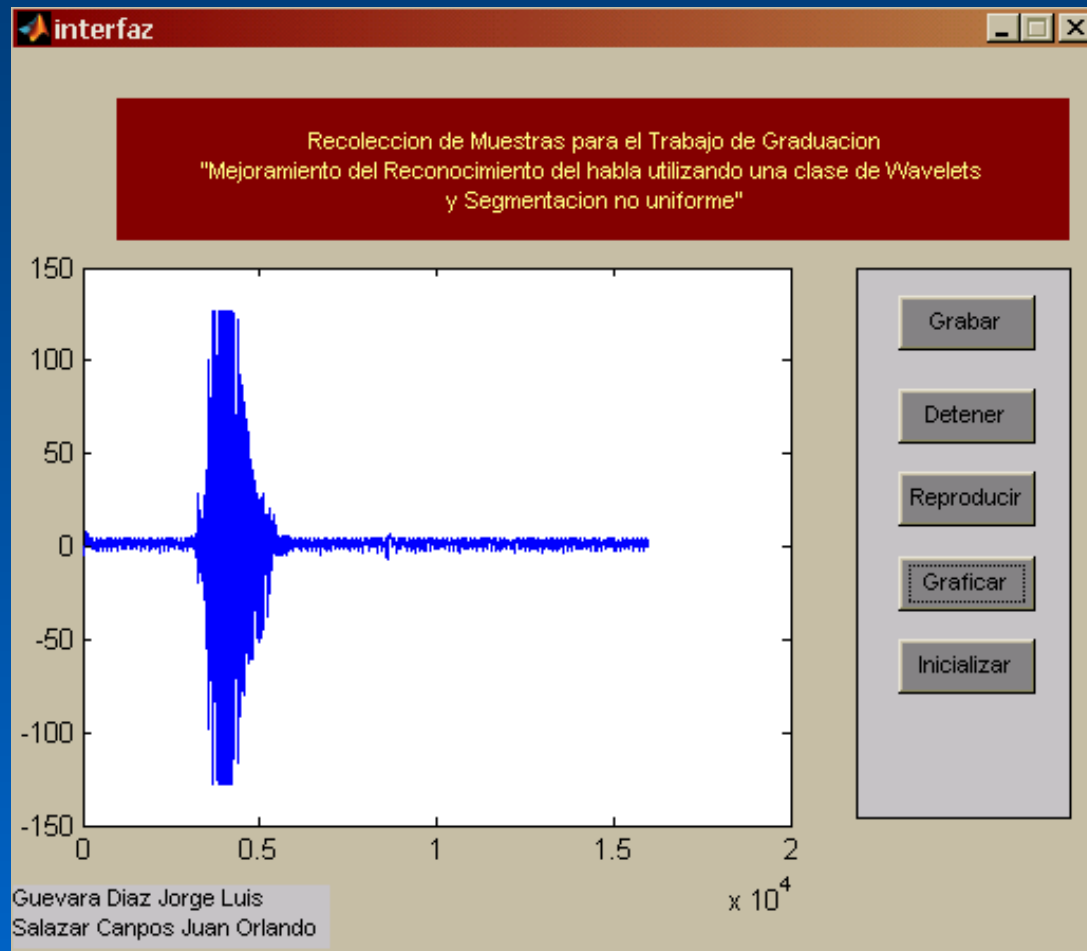 interfaz
Recoleccion de Muestras para el Trabajo de Graduacion
"Mejoramiento del Reconocimiento del habla utilizando una clase de Wavelets
y Segmentacion no uniforme"
150
100
50
0
-50
-100
-150
0
0.5
1
1.5
2
x 10^4
Grabar
Detener
Reproducir
Graficar
Inicializar
Guevara Diaz Jorge Luis
Salazar Canpos Juan Orlando